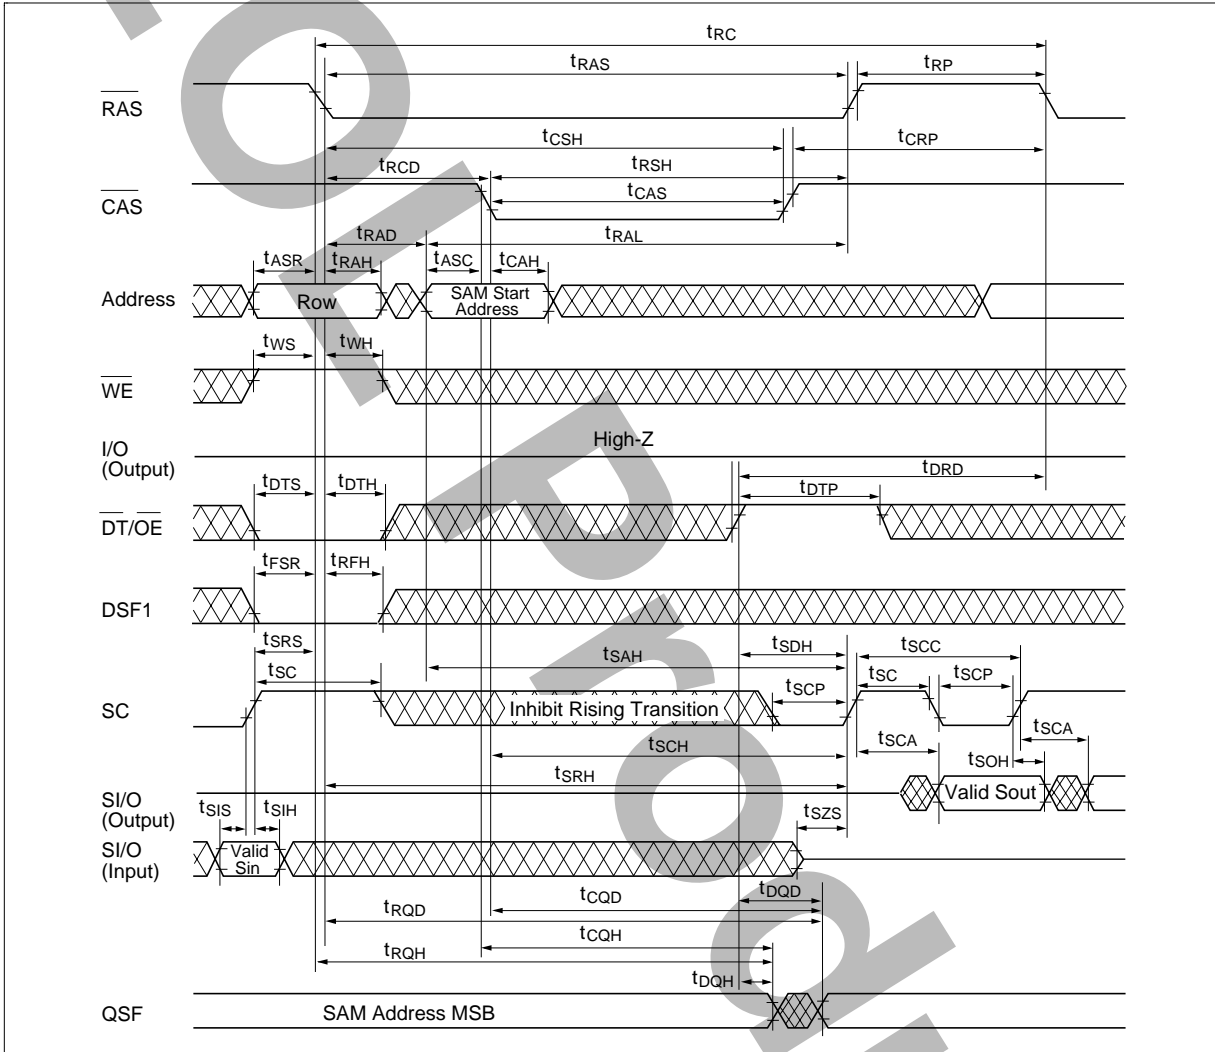 tRC
tRAS
tRP
RAS
tCSH
tCRP
tRCD
tRSH
CAS
tCAS
tRAD
tRAL
tASR
tRAH
tASC
tCAH
Address
Row
SAM Start
Address
tWS
tWH
WE
I/O
(Output)
High-Z
tDRD
tDTS
tDTH
tDTP
DT/OE
tFSR
tRFH
DSF1
tSRS
tSAH
tSDH
tSCC
tSC
tSCP
tSC
tSCP
SC
Inhibit Rising Transition
tSCH
tSCA
tSCA
tSRH
tSOH
SI/O
(Output)
Valid Sout
tSIS
tSIH
tSZS
SI/O
(Input)
Valid
Sin
tDQD
tCQD
tRQD
tCQH
tRQH
tDQH
QSF
SAM Address MSB
OL Prod